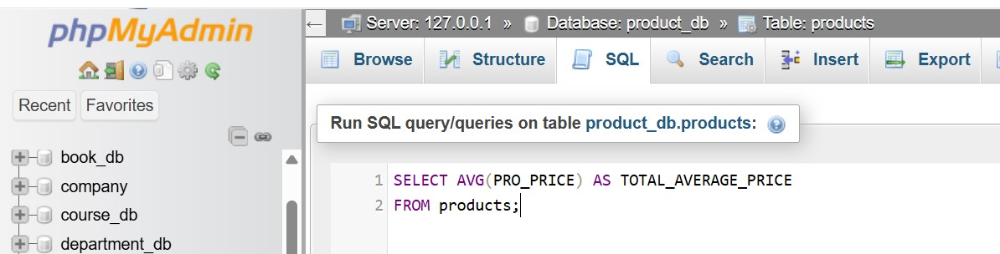 phpMyAdmin
Recent Favorites
book_db
company
course_db
department_db
Server: 127.0.0.1 » Database: product_db » Table: products
Browse Structure SQL Search Insert Export
Run SQL query/queries on table product_db.products:
1 SELECT AVG(PRO_PRICE) AS TOTAL_AVERAGE_PRICE
2 FROM products;